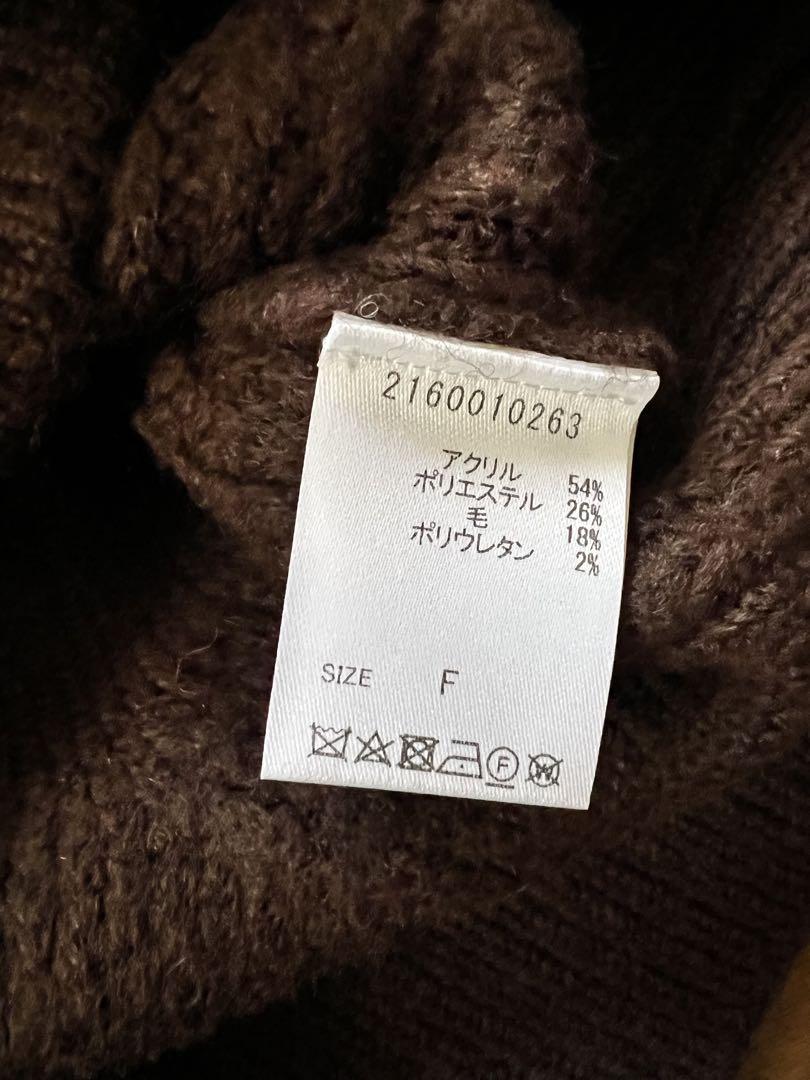 2160010263
アクリル 54%
ポリエステル 26%
毛 18%
ポリウレタン 2%
SIZE F
F W